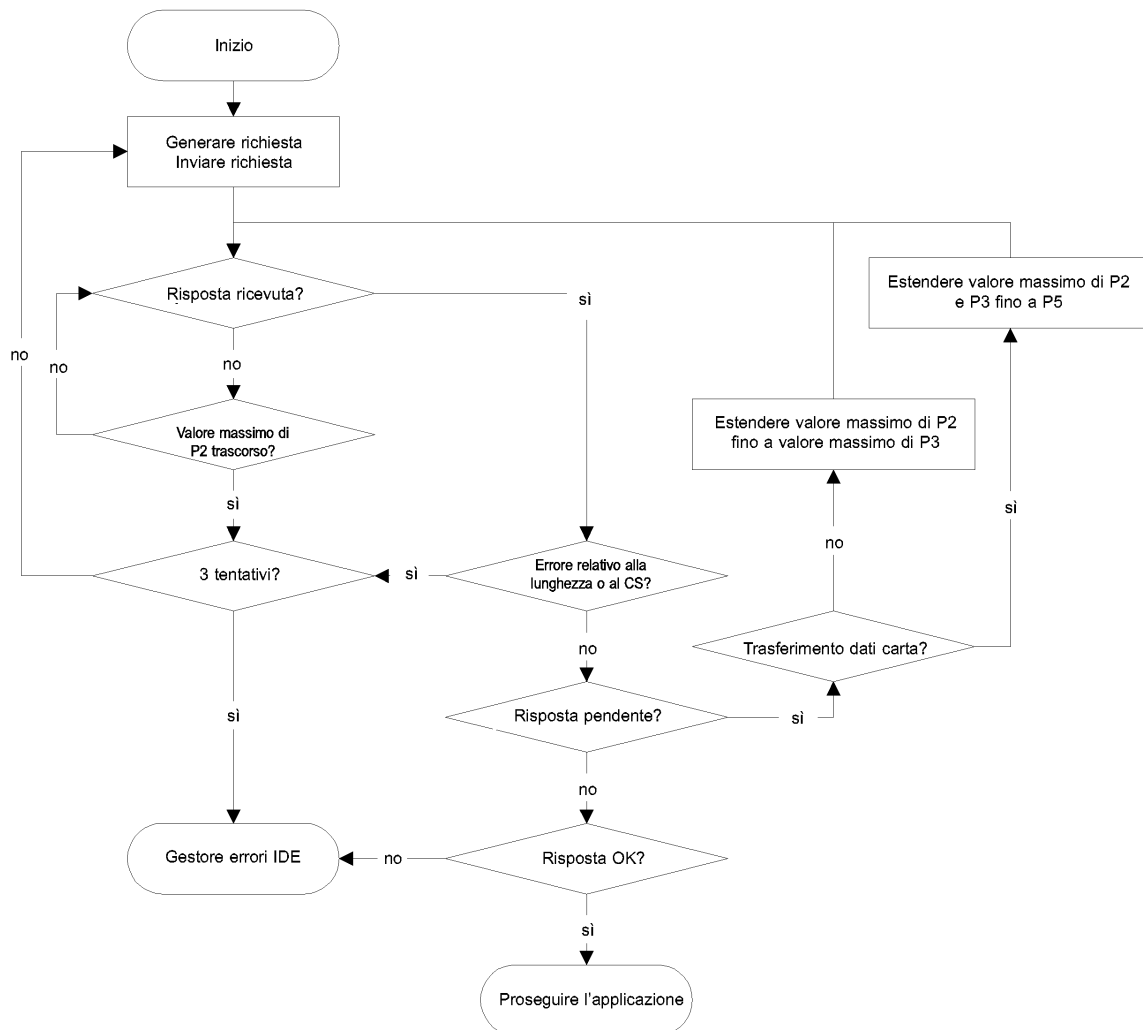 Inizio
Generare richiesta
Inviare richiesta
Risposta ricevuta?
sì
Estendere valore massimo di P2
e P3 fino a P5
no
no
no
Valore massimo di
P2 trascorso?
Estendere valore massimo di P2
fino a valore massimo di P3
sì
sì
no
3 tentativi?
sì
Errore relativo alla
lunghezza o al CS?
no
Trasferimento dati carta?
sì
Risposta pendente?
sì
no
Gestore errori IDE
no
Risposta OK?
sì
Proseguire l'applicazione